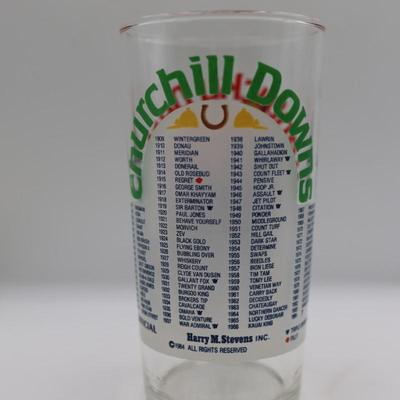 Churchill Downs
1909 WINTERGREEN
1910 DONAU
1911 MERIDIAN
1912 WORTH
1913 DONERAIL
1914 OLD ROSEBUD
1915 REGRET
1916 GEORGE SMITH
1917 OMAR KHAYYAM
1918 EXTERMINATOR
1919 SIR BARTON
1920 PAUL JONES
1921 BEHAVE YOURSELF
1922 MORVICH
1923 ZEV
1924 BLACK GOLD
1925 FLYING EBONY
1926 BUBBLING OVER
1927 WHISKERY
1928 REIGH COUNT
1929 CLYDE VAN DUSEN
1930 GALLANT FOX
1931 TWENTY GRAND
1932 BURGOO KING
1933 BROKERS TIP
1934 CAVALCADE
1935 OMAHA
1936 BOLD VENTURE
1937 WAR ADMIRAL
1938 LAWRIN
1939 JOHNSTOWN
1940 GALLAHADION
1941 WHIRLAWAY
1942 SHUT OUT
1943 COUNT FLEET
1944 PENSIVE
1945 HOOP JR.
1946 ASSAULT
1947 JET PILOT
1948 CITATION
1949 PONDER
1950 MIDDLEGROUND
1951 COUNT TURF
1952 HILL GAIL
1953 DARK STAR
1954 DETERMINE
1955 SWAPS
1956 NEEDLES
1957 IRON LIEGE
1958 TIM TAM
1959 TOMY LEE
1960 VENETIAN WAY
1961 CARRY BACK
1962 DECIDEDLY
1963 CHATEAUGAY
1964 NORTHERN DANCER
1965 LUCKY DEBONAIR
1966 KAUAI KING
Harry M. Stevens INC.
©1984 ALL RIGHTS RESERVED